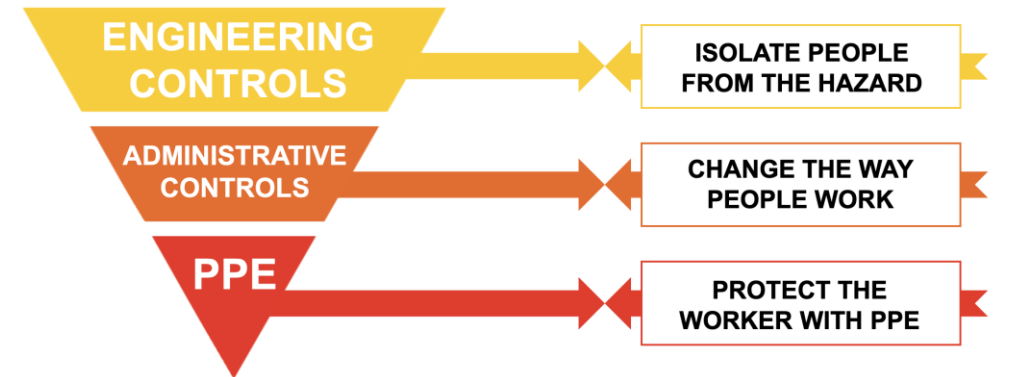 ENGINEERING
CONTROLS
ISOLATE PEOPLE
FROM THE HAZARD
ADMINISTRATIVE
CONTROLS
CHANGE THE WAY
PEOPLE WORK
PPE
PROTECT THE
WORKER WITH PPE